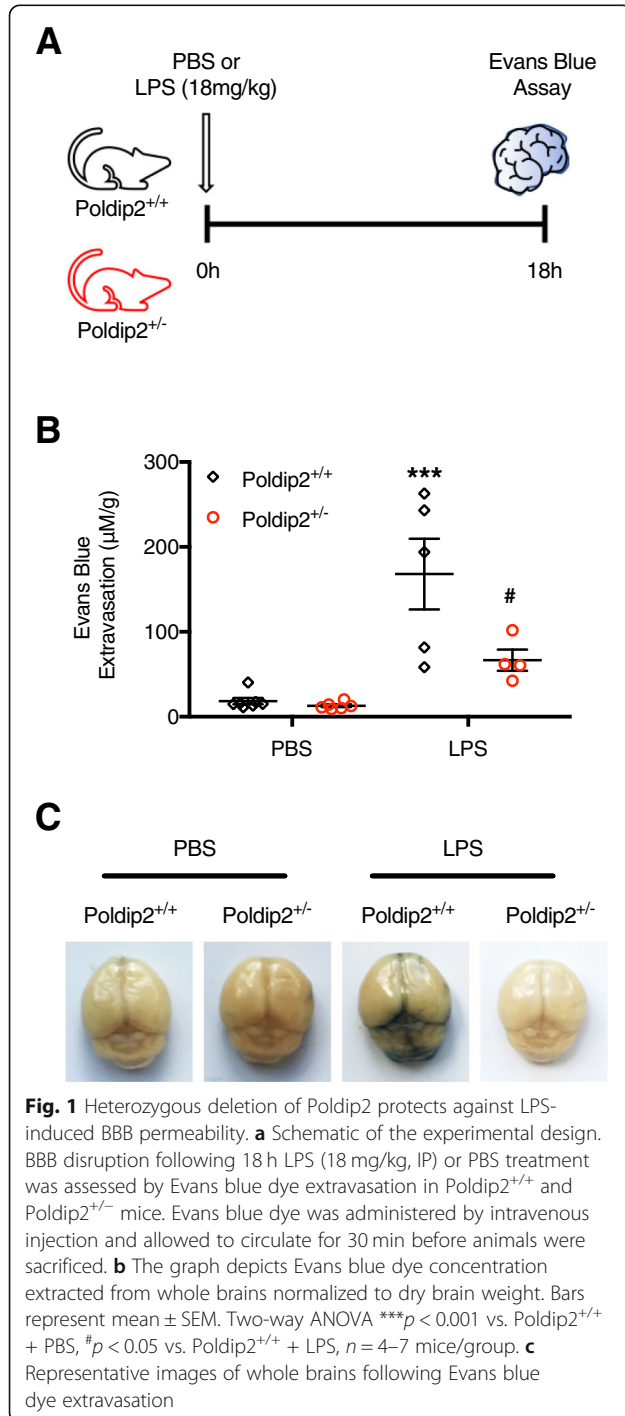 A
PBS or
LPS (18mg/kg)
Evans Blue
Assay
Poldip2+/+
0h
18h
Poldip2+/-
B
300
200
100
0
Evans Blue
Extravasation (µM/g)
Poldip2+/+
Poldip2+/-
***
#
PBS
LPS
C
PBS
LPS
Poldip2+/+
Poldip2+/-
Poldip2+/+
Poldip2+/-
Fig. 1 Heterozygous deletion of Poldip2 protects against LPS-
induced BBB permeability. a Schematic of the experimental design.
BBB disruption following 18 h LPS (18 mg/kg, IP) or PBS treatment
was assessed by Evans blue dye extravasation in Poldip2+/+ and
Poldip2+/− mice. Evans blue dye was administered by intravenous
injection and allowed to circulate for 30 min before animals were
sacrificed. b The graph depicts Evans blue dye concentration
extracted from whole brains normalized to dry brain weight. Bars
represent mean ± SEM. Two-way ANOVA ***p < 0.001 vs. Poldip2+/+
+ PBS, #p < 0.05 vs. Poldip2+/+ + LPS, n = 4–7 mice/group. c
Representative images of whole brains following Evans blue
dye extravasation